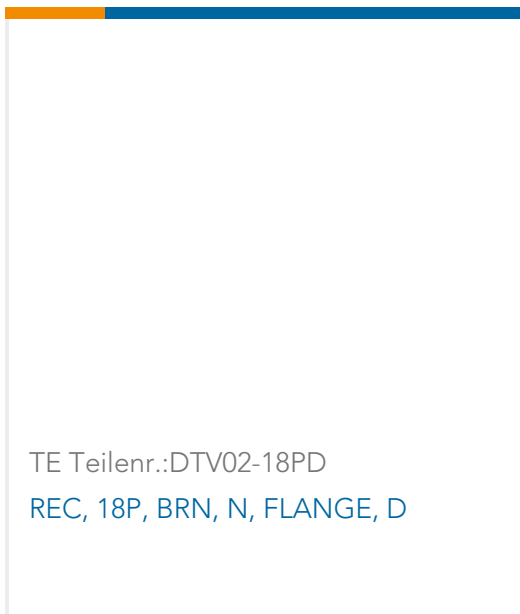 TE Teilenr.:DTV02-18PD
REC, 18P, BRN, N, FLANGE, D